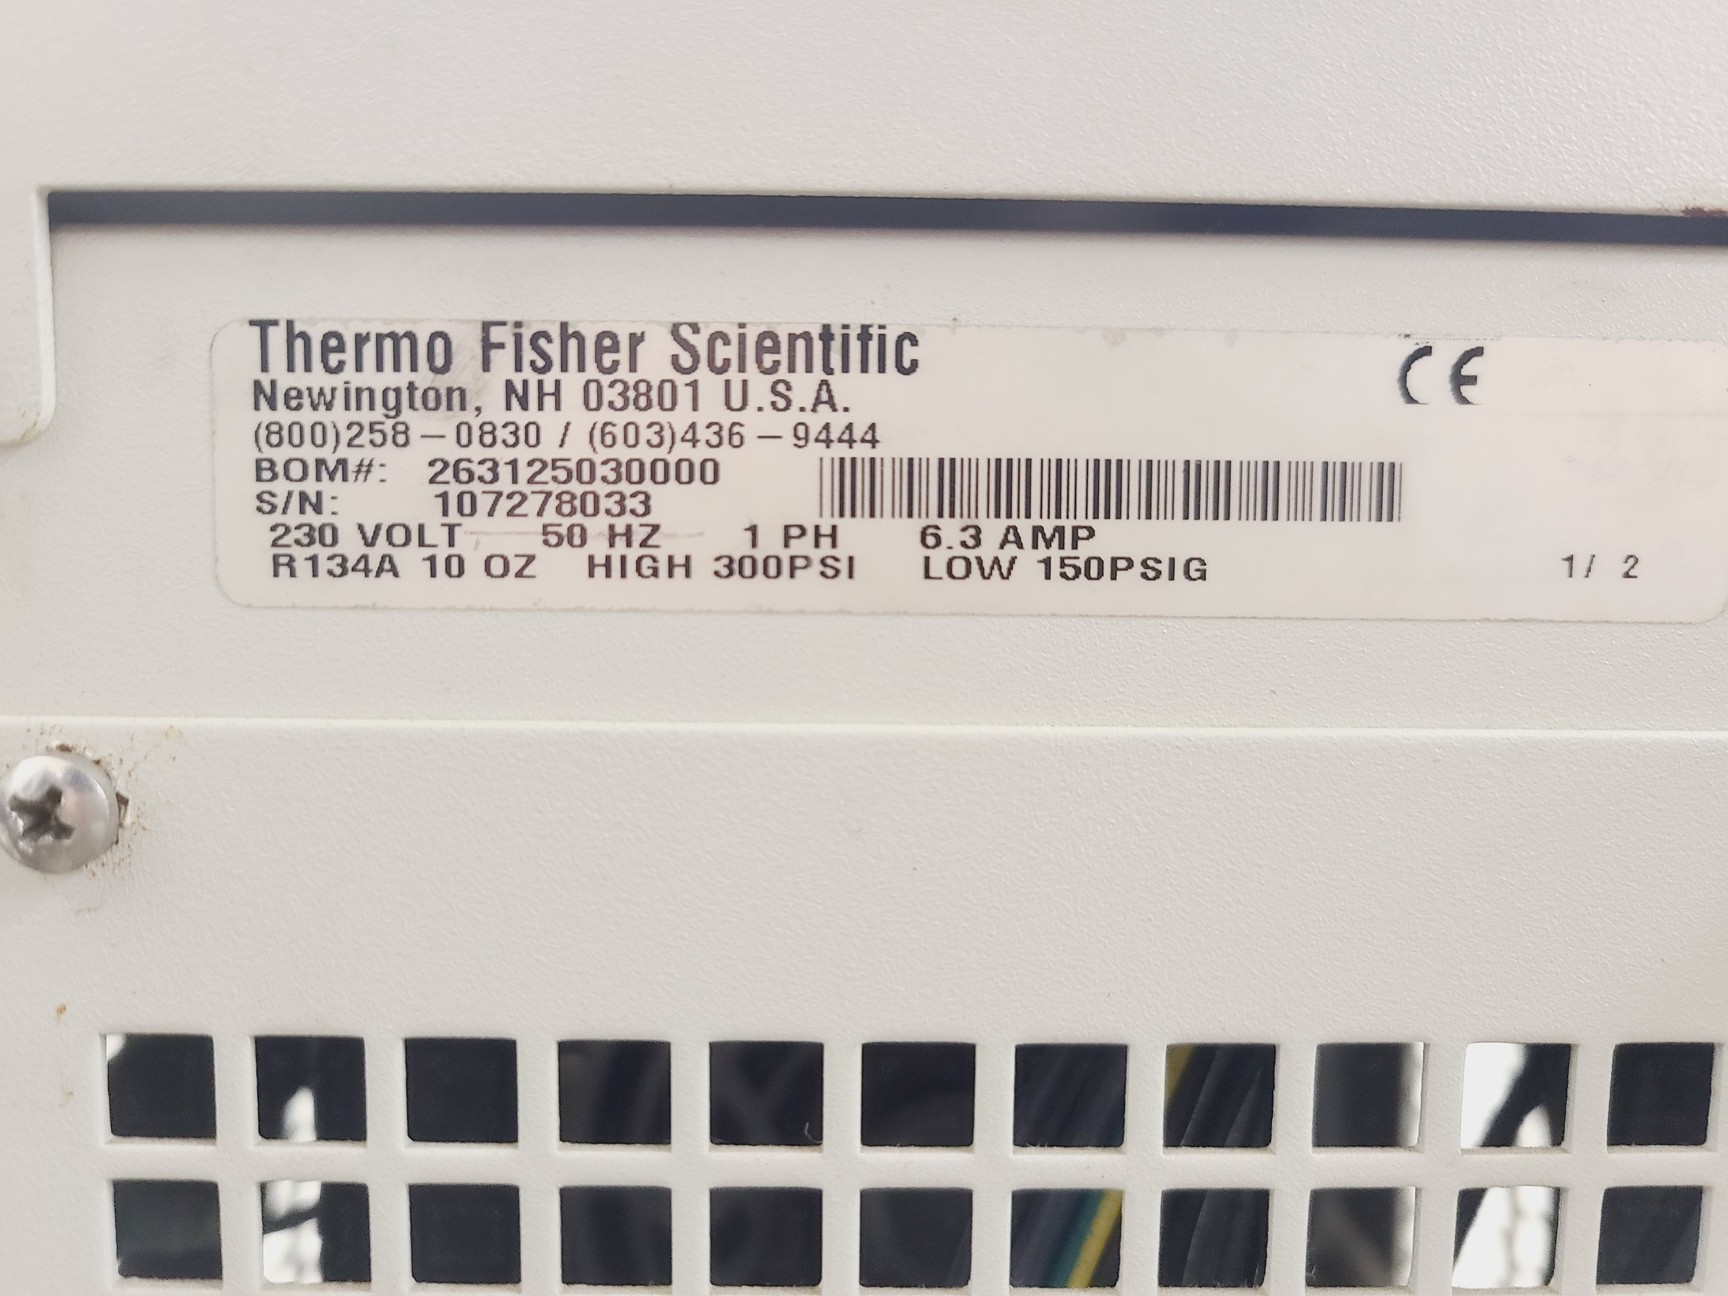 Thermo Fisher Scientific
CE
Newington, NH 03801 U.S.A.
(800)258-0830 / (603)436-9444
BOM#: 263125030000
S/N: 107278033
230 VOLT 50 HZ 1 PH 6.3 AMP
R134A 10 OZ HIGH 300PSI LOW 150PSIG 1/ 2